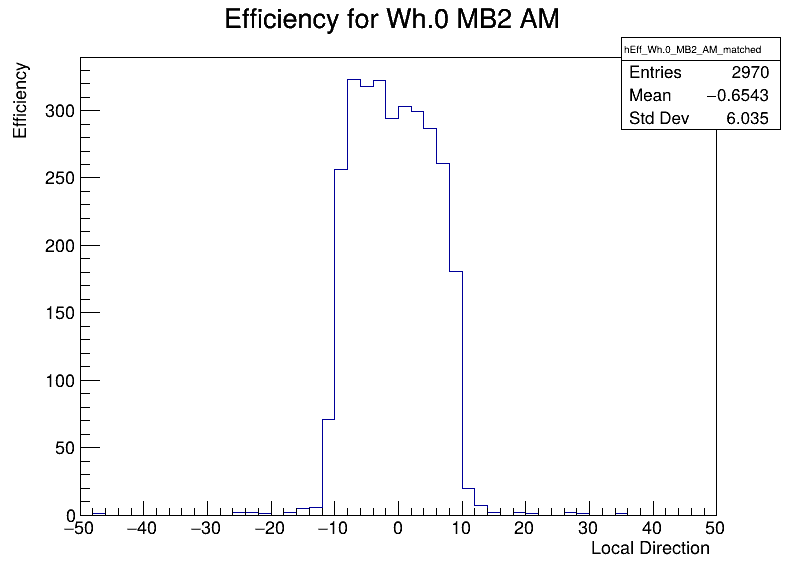 Efficiency for Wh.0 MB2 AM
hEff_Wh.0_MB2_AM_matched
Entries 2970
Mean −0.6543
Std Dev 6.035
Efficiency
300
250
200
150
100
50
0
−50 −40 −30 −20 −10 0 10 20 30 40 50
Local Direction